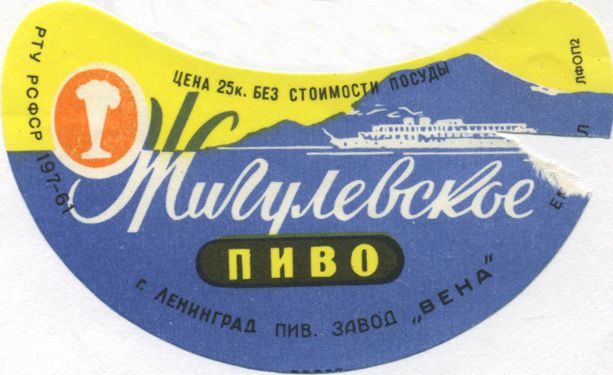 РТУ РСФСР 197-61
ЦЕНА 25к. БЕЗ СТОИМОСТИ ПОСУДЫ
ЛФОП2
Жигулевское
ПИВО
г. ЛЕНИНГРАД ПИВ. ЗАВОД „ВЕНА"